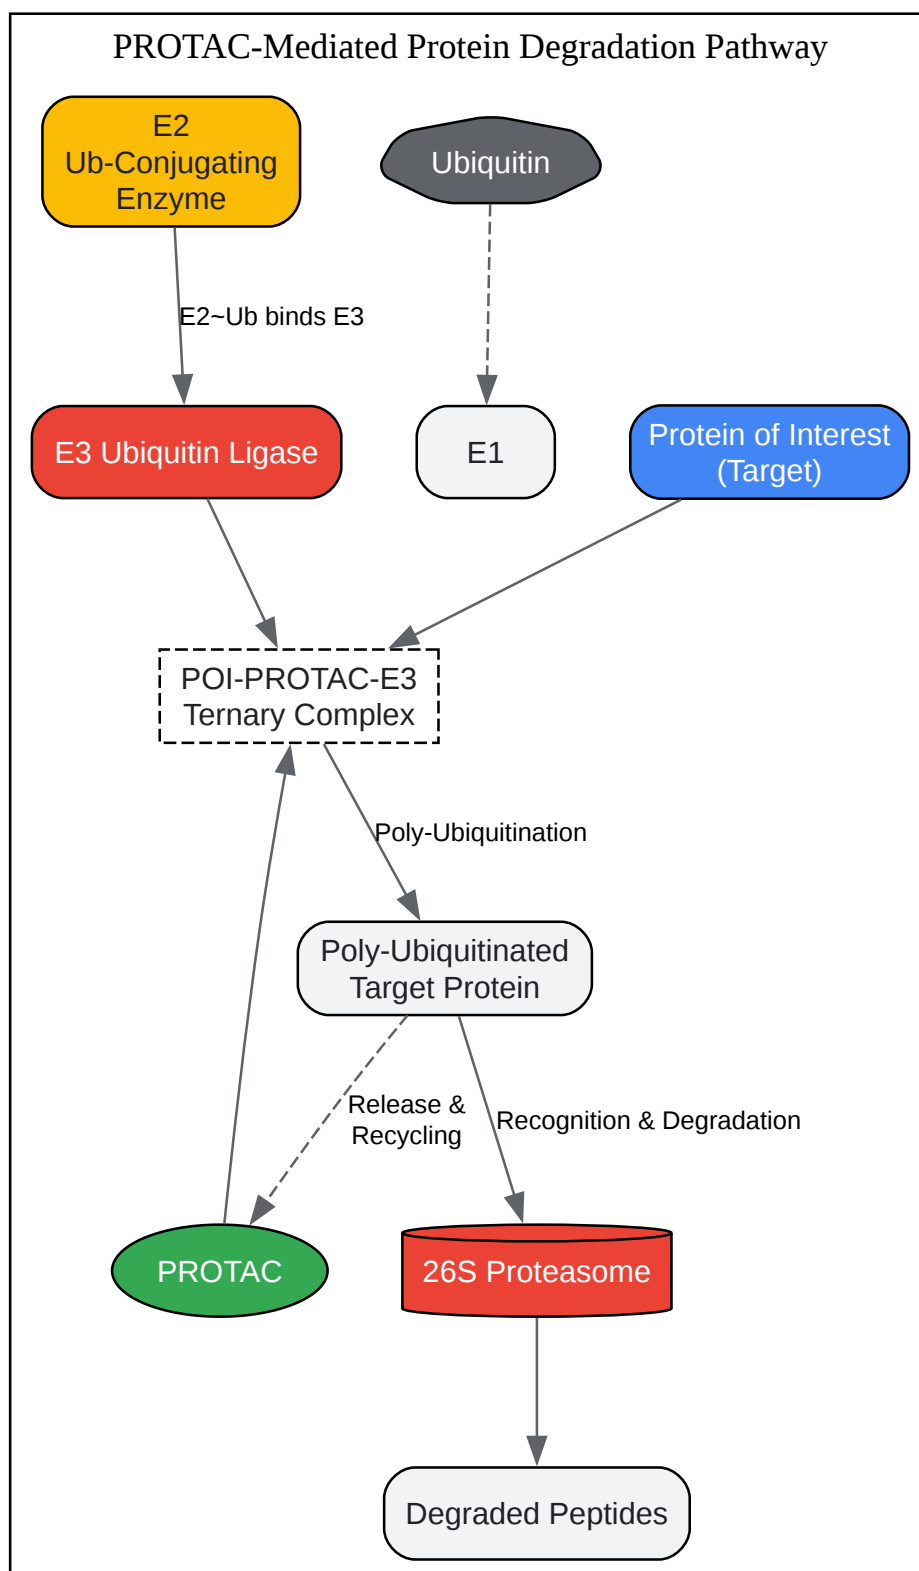 PROTAC-Mediated Protein Degradation Pathway
E2
Ub-Conjugating
Enzyme
Ubiquitin
E2~Ub binds E3
E3 Ubiquitin Ligase
E1
Protein of Interest
(Target)
POI-PROTAC-E3
Ternary Complex
Poly-Ubiquitination
Poly-Ubiquitinated
Target Protein
Release &
Recycling
Recognition & Degradation
PROTAC
26S Proteasome
Degraded Peptides